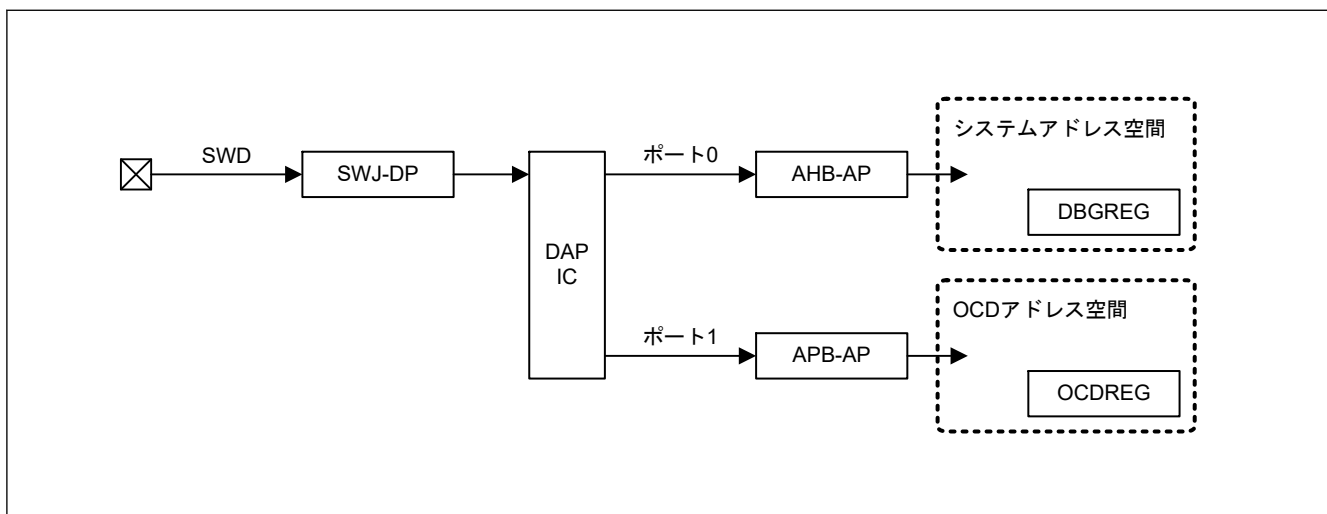 SWD
SWJ-DP
DAP
IC
ポート0
AHB-AP
システムアドレス空間
DBGREG
ポート1
APB-AP
OCDアドレス空間
OCDREG